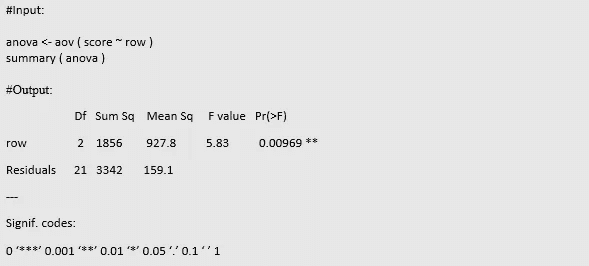 #Input:
anova <- aov ( score ~ row )
summary ( anova )
#Output:
Df Sum Sq Mean Sq F value Pr(>F)
row 2 1856 927.8 5.83 0.00969 **
Residuals 21 3342 159.1
---
Signif. codes:
0 ‘***’ 0.001 ‘**’ 0.01 ‘*’ 0.05 ‘.’ 0.1 ‘ ’ 1